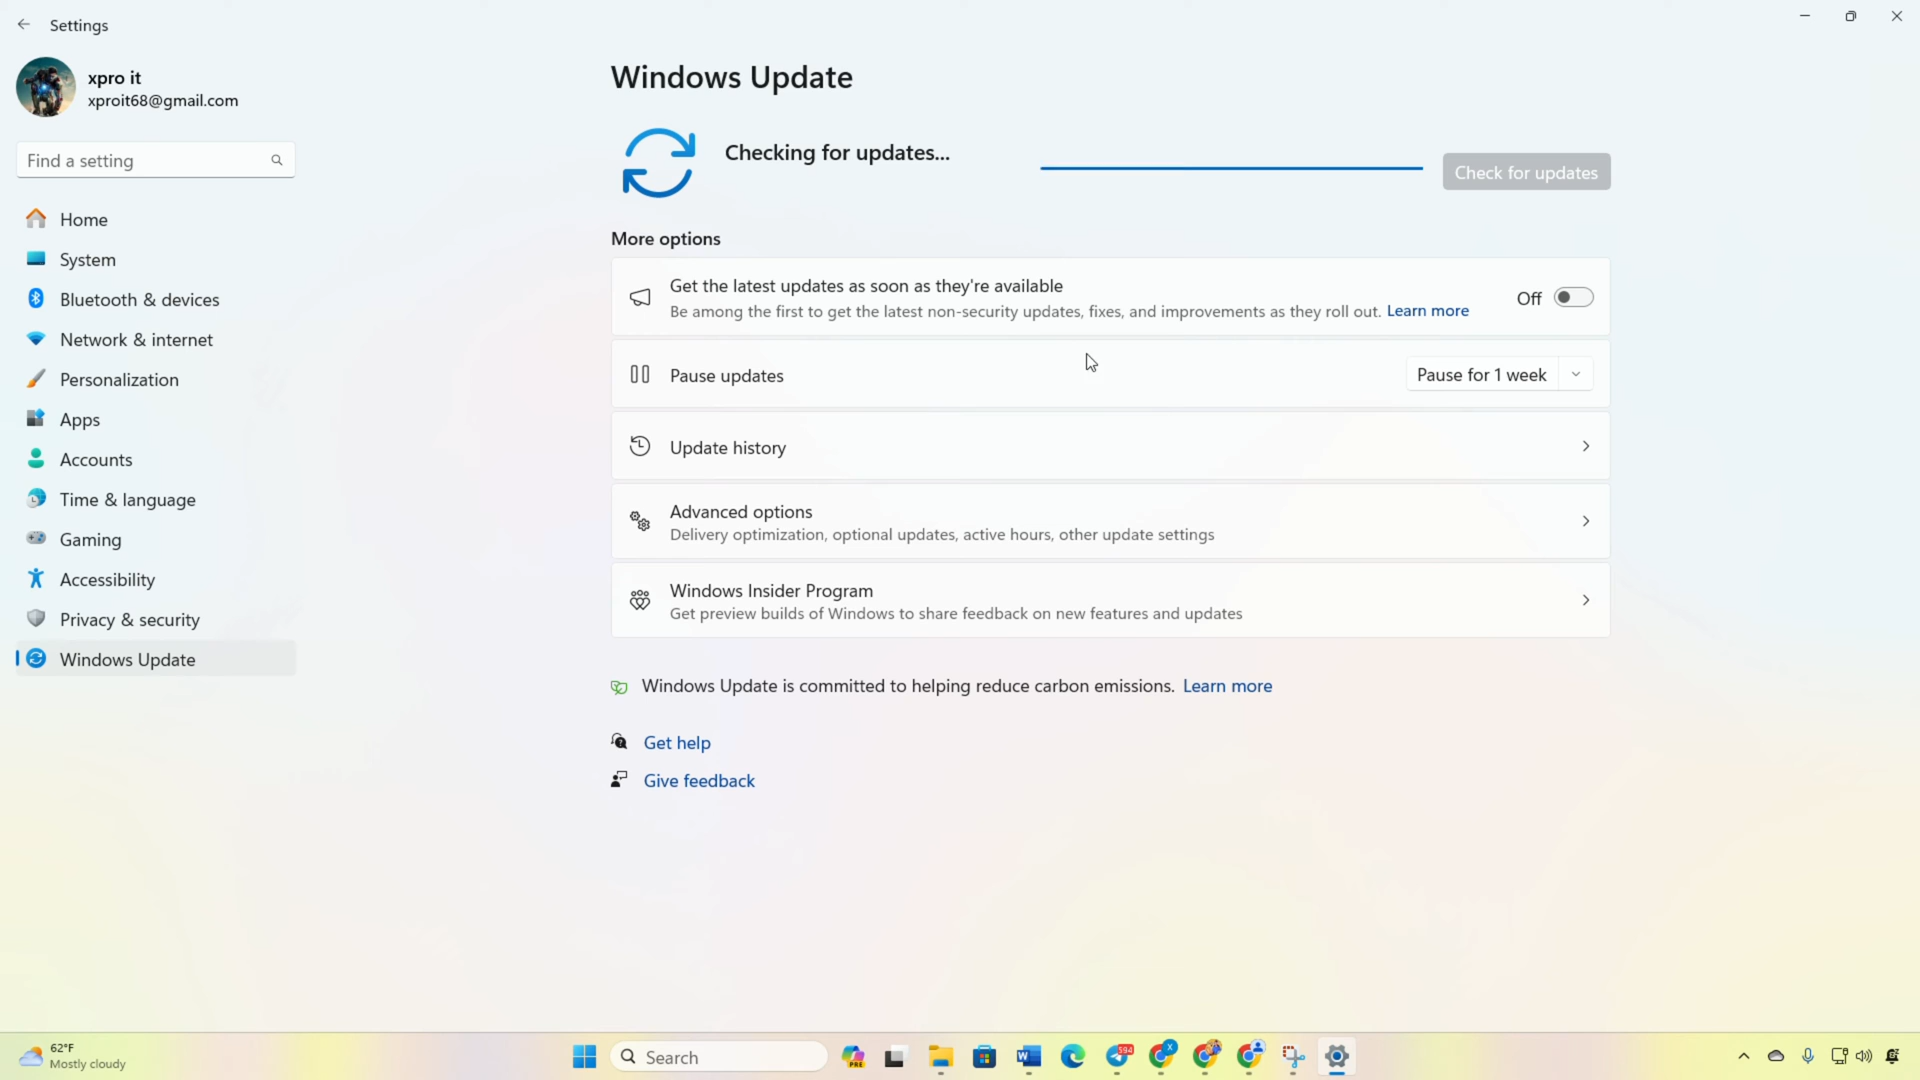 Settings
xpro it
xproit68@gmail.com
Find a setting
Home
System
Bluetooth & devices
Network & internet
Personalization
Apps
Accounts
Time & language
Gaming
Accessibility
Privacy & security
Windows Update
Windows Update
Checking for updates...
Check for updates
More options
Get the latest updates as soon as they're available
Be among the first to get the latest non-security updates, fixes, and improvements as they roll out. Learn more
Off
Pause updates
Pause for 1 week
Update history
Advanced options
Delivery optimization, optional updates, active hours, other update settings
Windows Insider Program
Get preview builds of Windows to share feedback on new features and updates
Windows Update is committed to helping reduce carbon emissions. Learn more
Get help
Give feedback
62°F
Mostly cloudy
Search
PRE
594
X